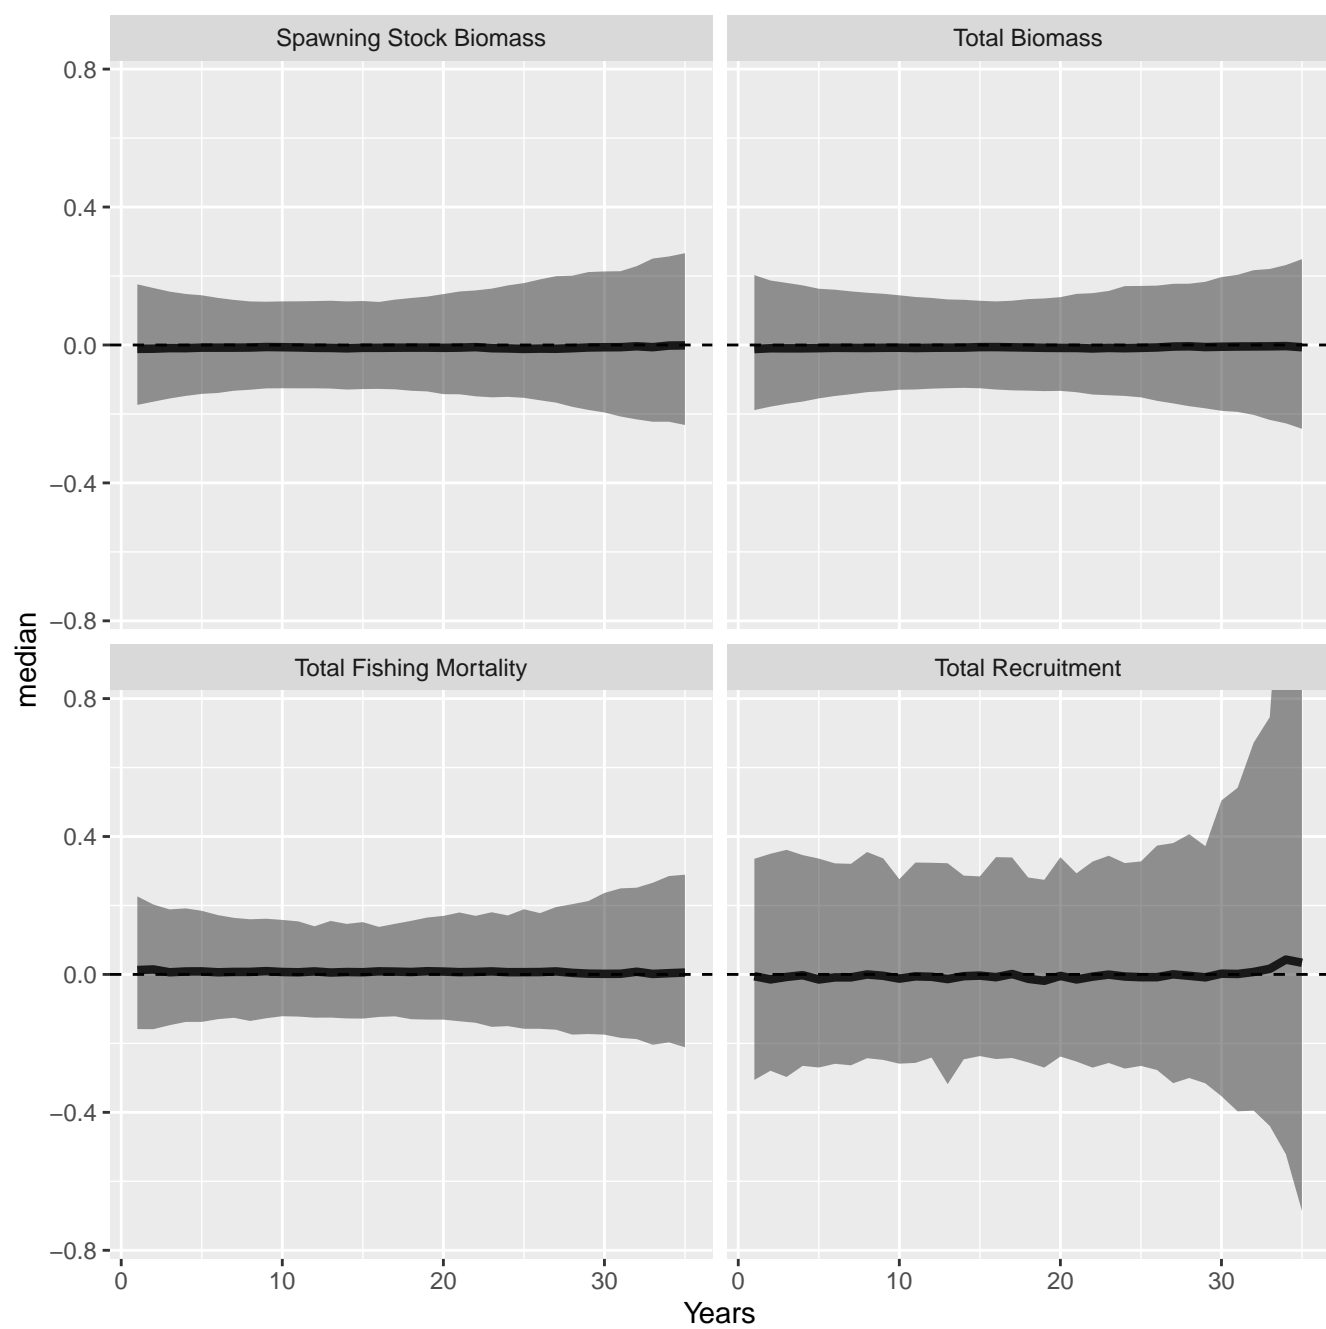 Spawning Stock Biomass
Total Biomass
0.8
0.4
0.0
−0.4
−0.8
Total Fishing Mortality
Total Recruitment
0.8
0.4
0.0
−0.4
−0.8
0 10 20 30
0 10 20 30
median
Years